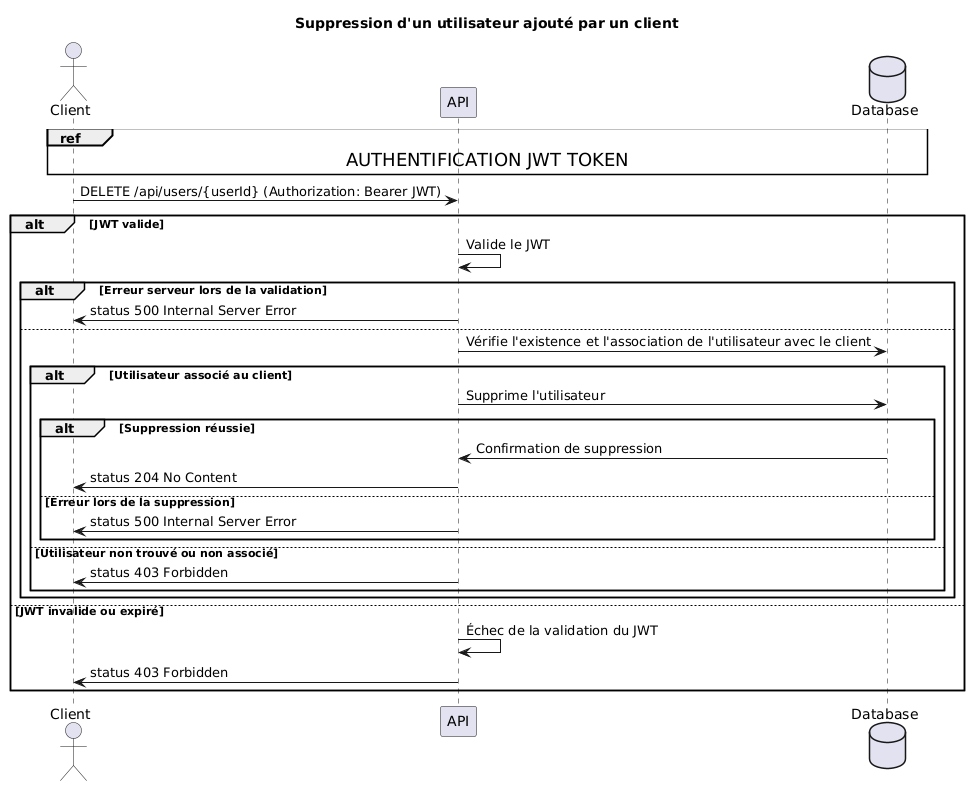 Suppression d'un utilisateur ajouté par un client
Client
API
Database
ref
AUTHENTIFICATION JWT TOKEN
DELETE /api/users/{userId} (Authorization: Bearer JWT)
alt [JWT valide]
Valide le JWT
alt [Erreur serveur lors de la validation]
status 500 Internal Server Error
Vérifie l'existence et l'association de l'utilisateur avec le client
alt [Utilisateur associé au client]
Supprime l'utilisateur
alt [Suppression réussie]
Confirmation de suppression
status 204 No Content
[Erreur lors de la suppression]
status 500 Internal Server Error
[Utilisateur non trouvé ou non associé]
status 403 Forbidden
[JWT invalide ou expiré]
Échec de la validation du JWT
status 403 Forbidden
Client
API
Database